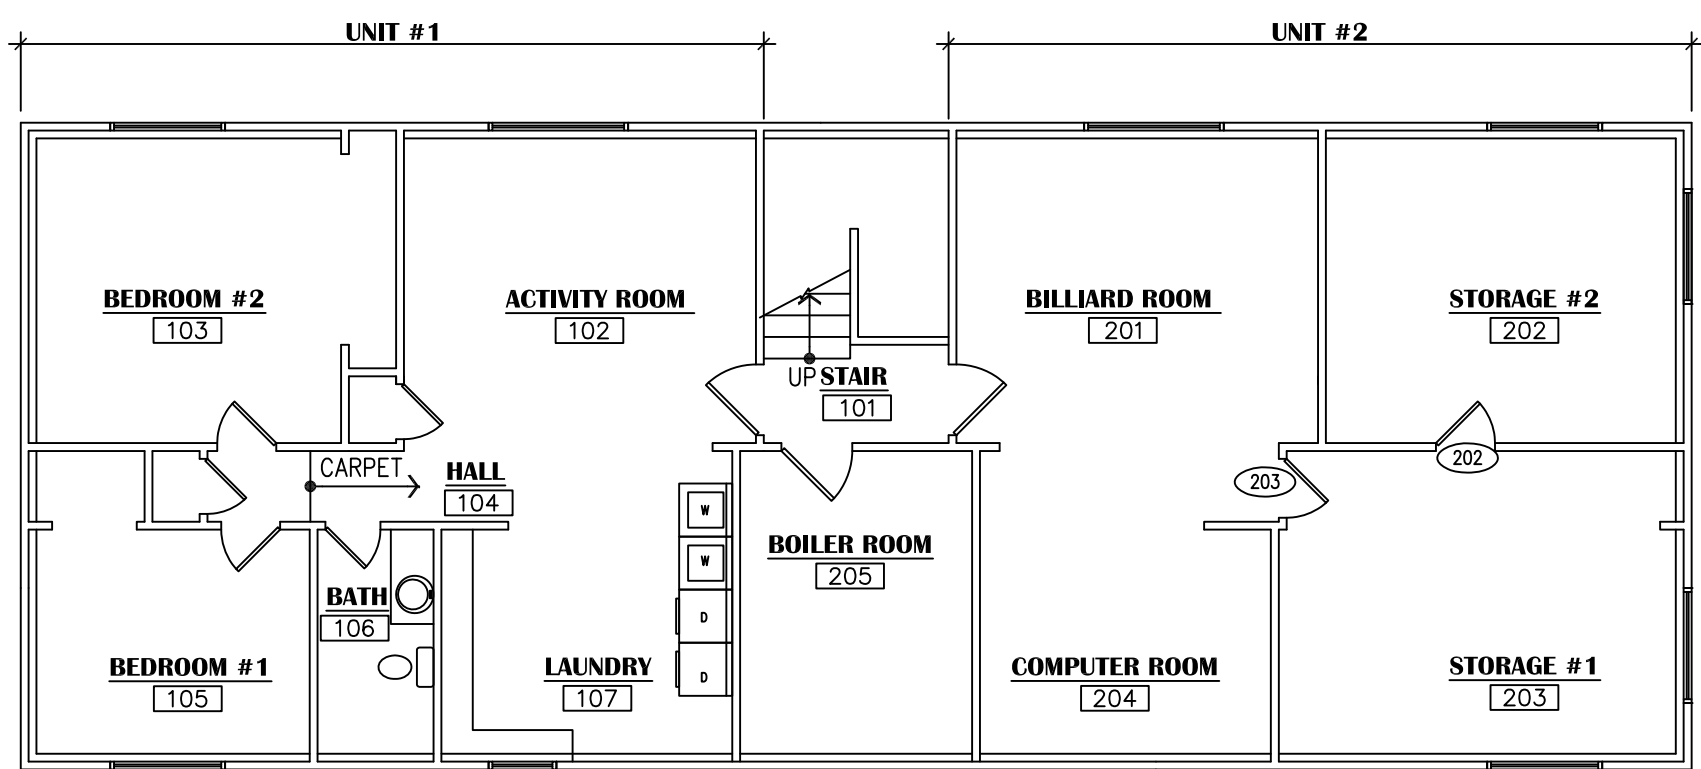 UNIT #1
UNIT #2
BEDROOM #2
103
ACTIVITY ROOM
102
BILLIARD ROOM
201
STORAGE #2
202
UP STAIR
101
CARPET
HALL
104
202
203
W
W
D
D
BOILER ROOM
205
BATH
106
BEDROOM #1
105
LAUNDRY
107
COMPUTER ROOM
204
STORAGE #1
203